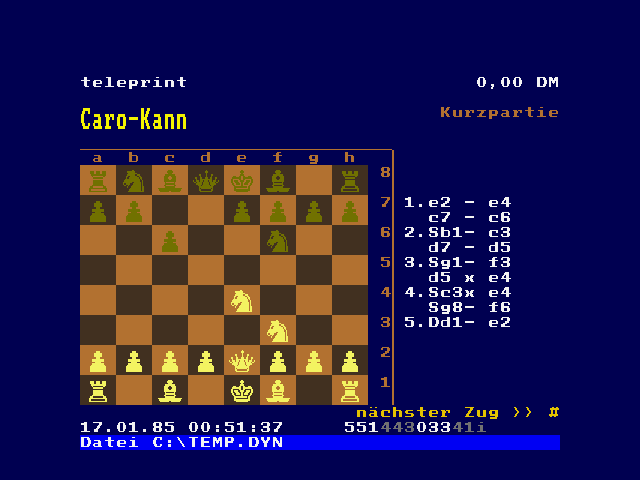 teleprint 0,00 DM
Caro-Kann Kurzpartie
a b c d e f g h
8
7 1.e2 - e4
c7 - c6
6 2.Sb1- c3
d7 - d5
5 3.Sg1- f3
d5 x e4
4 4.Sc3x e4
Sg8- f6
3 5.Dd1- e2
2
1
nächster Zug >> #
17.01.85 00:51:37 55144303341i
Datei C:\TEMP.DYN